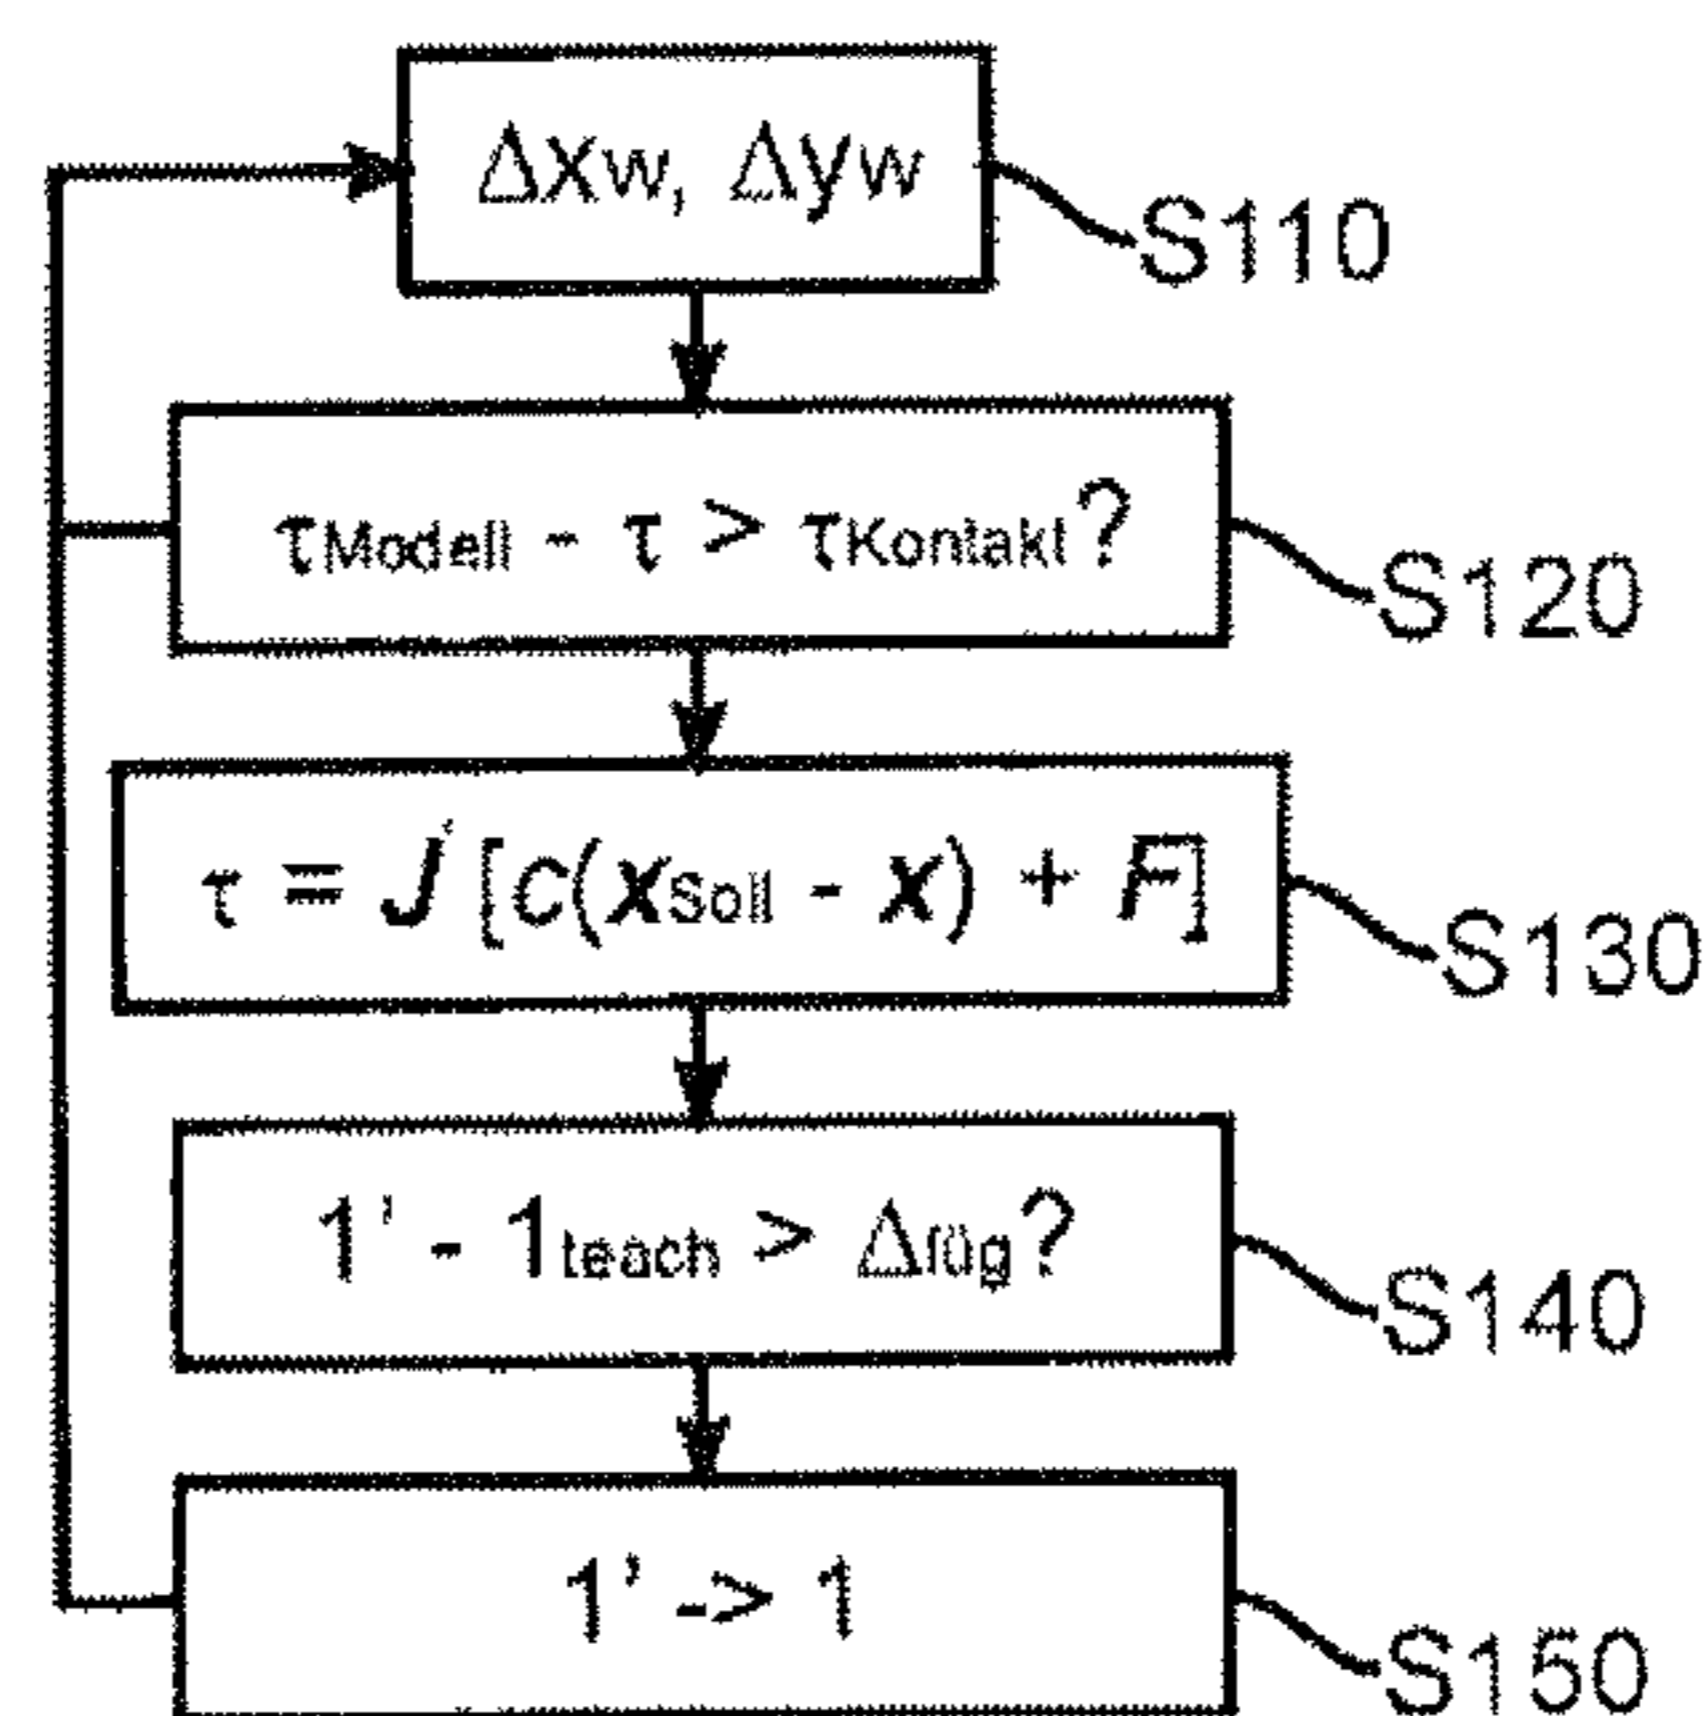 Δxw, Δyw
S110
τModell - τ > τKontakt?
S120
τ = J' [c(xSoll - x) + F]
S130
1' - 1teach > Δfüg?
S140
1' -> 1
S150